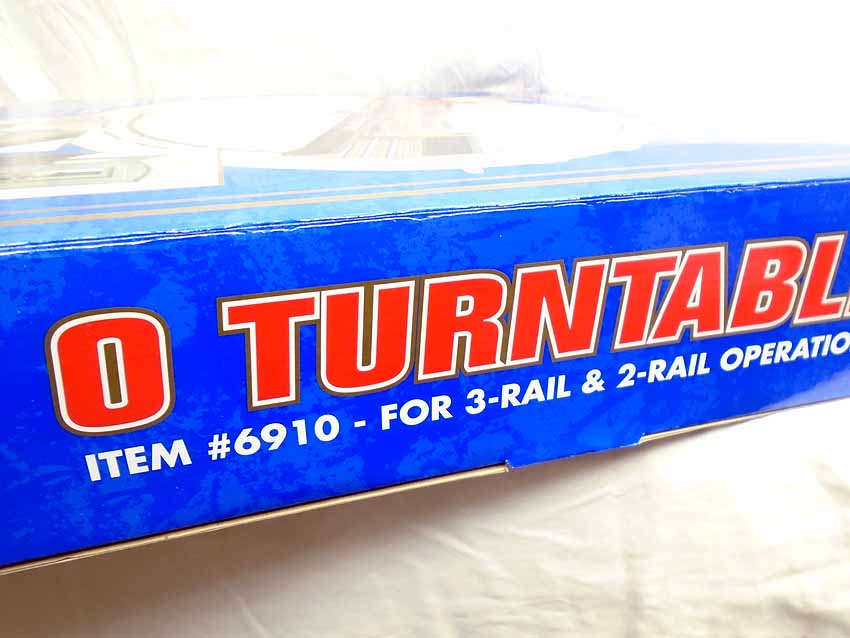 O TURNTABL
ITEM #6910 - FOR 3-RAIL & 2-RAIL OPERATIO